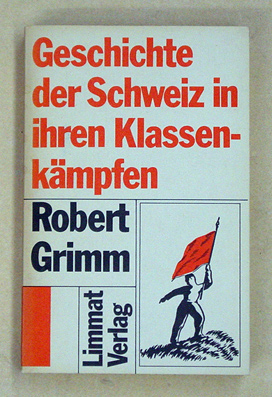 Geschichte
der Schweiz in
ihren Klassen-
kämpfen
Robert
Grimm
Limmat
Verlag